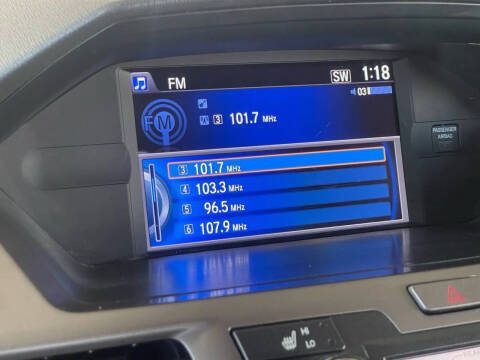 FM SW 1:18
03
FM 3 101.7 MHz
3 101.7 MHz
4 103.3 MHz
5 96.5 MHz
6 107.9 MHz
PASSENGER
AIRBAG
HI
LO